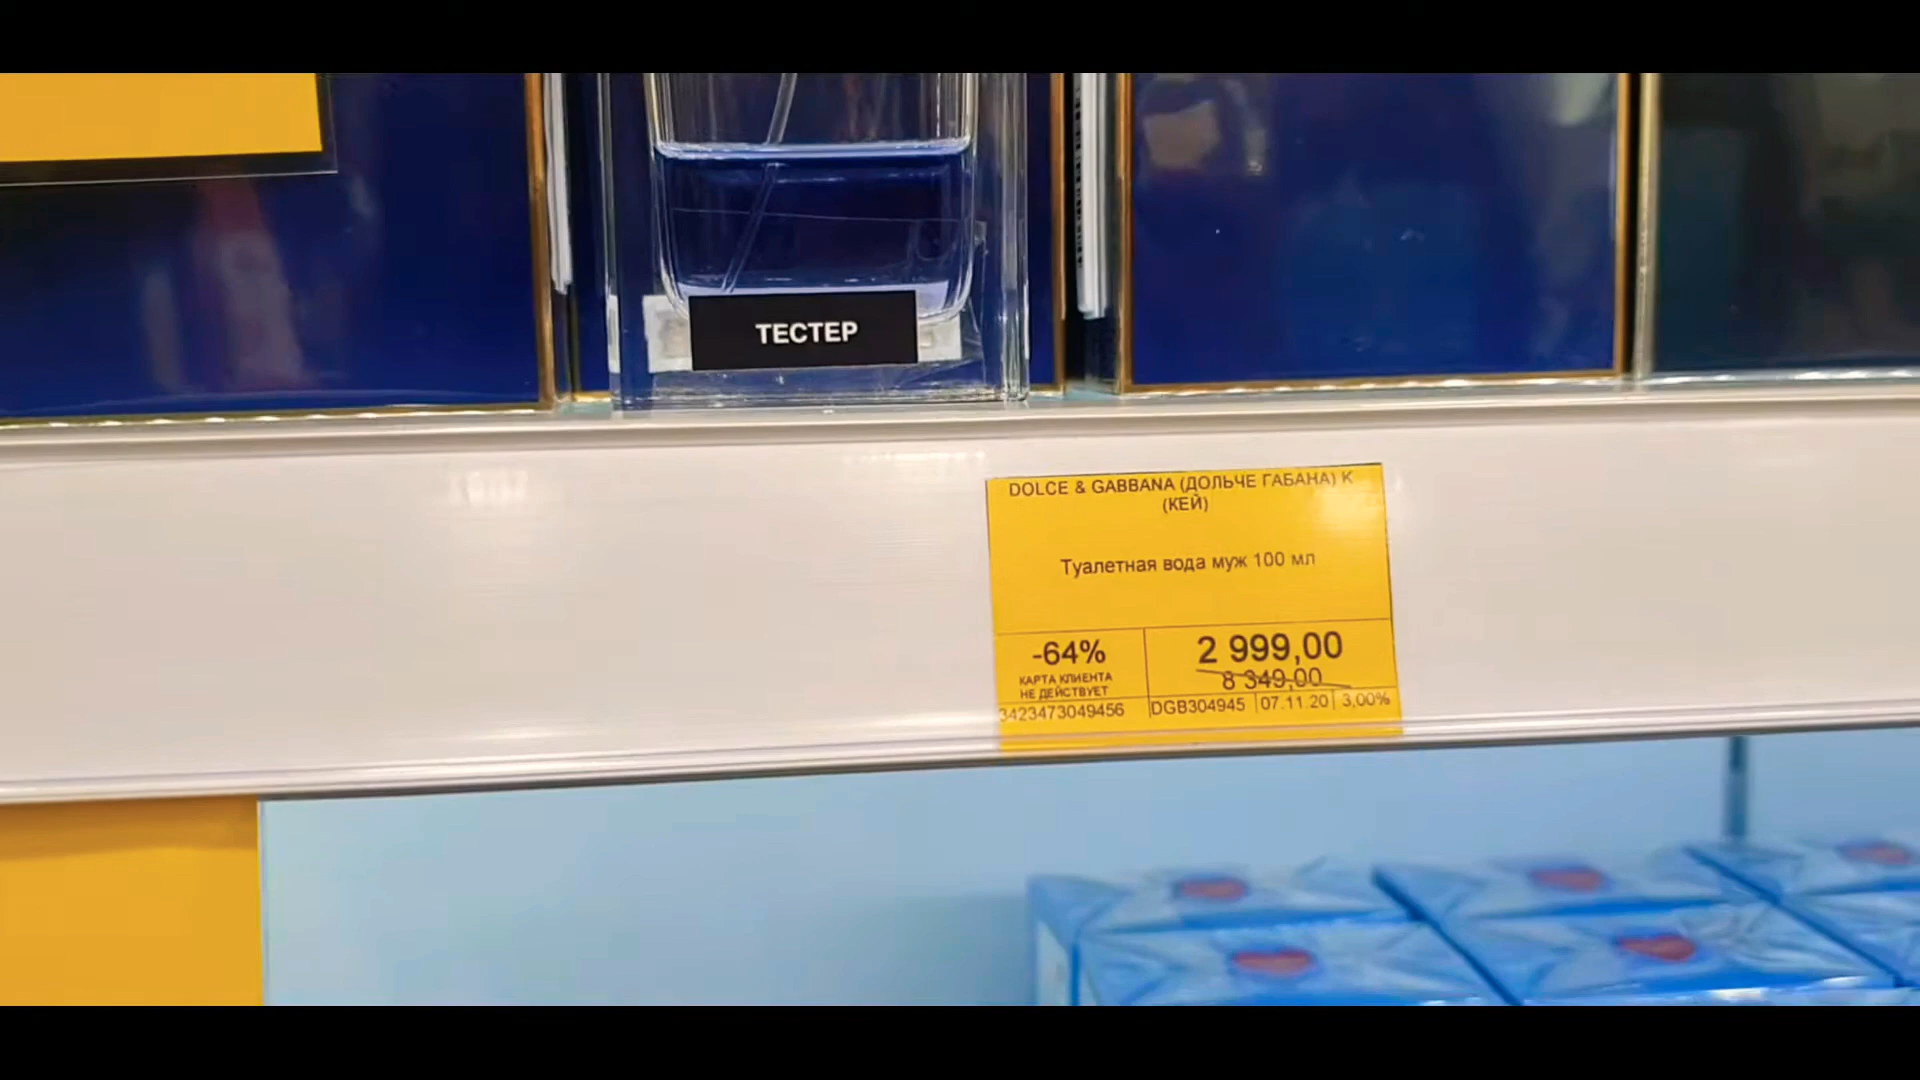 ТЕСТЕР
DOLCE & GABBANA (ДОЛЬЧЕ ГАБАНА) K
(КЕЙ)
Туалетная вода муж 100 мл
-64%
КАРТА КЛИЕНТА
НЕ ДЕЙСТВУЕТ
2 999,00
8 349,00
3423473049456 DGB304945 07.11.20 3,00%